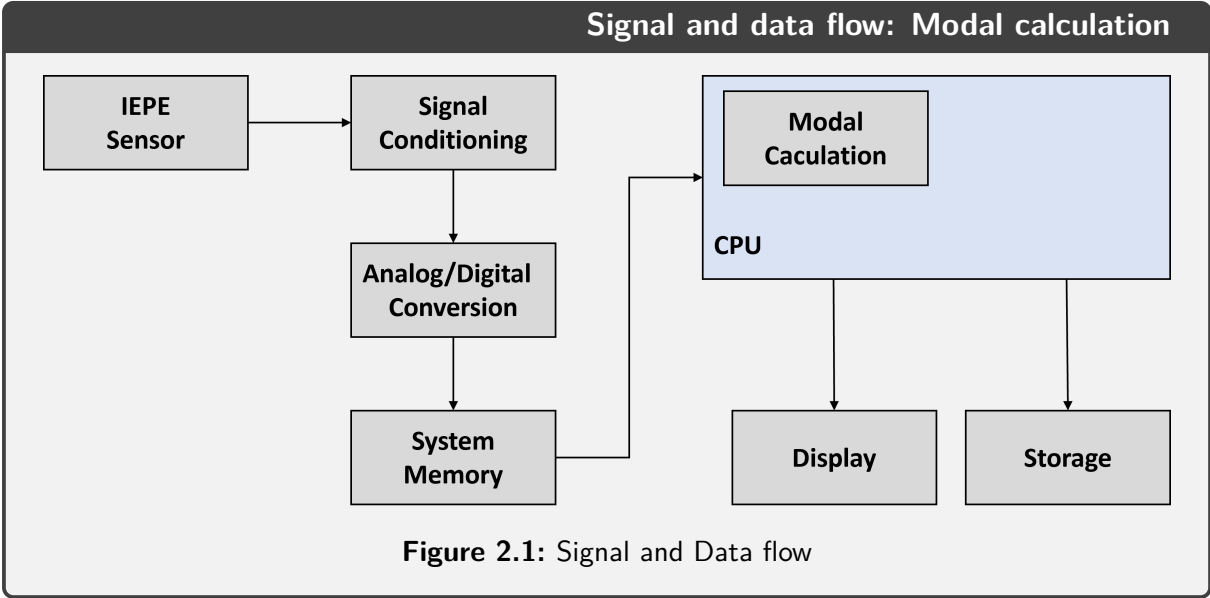 Signal and data flow: Modal calculation
IEPE
Sensor
Signal
Conditioning
Modal
Caculation
CPU
Analog/Digital
Conversion
System
Memory
Display
Storage
Figure 2.1: Signal and Data flow